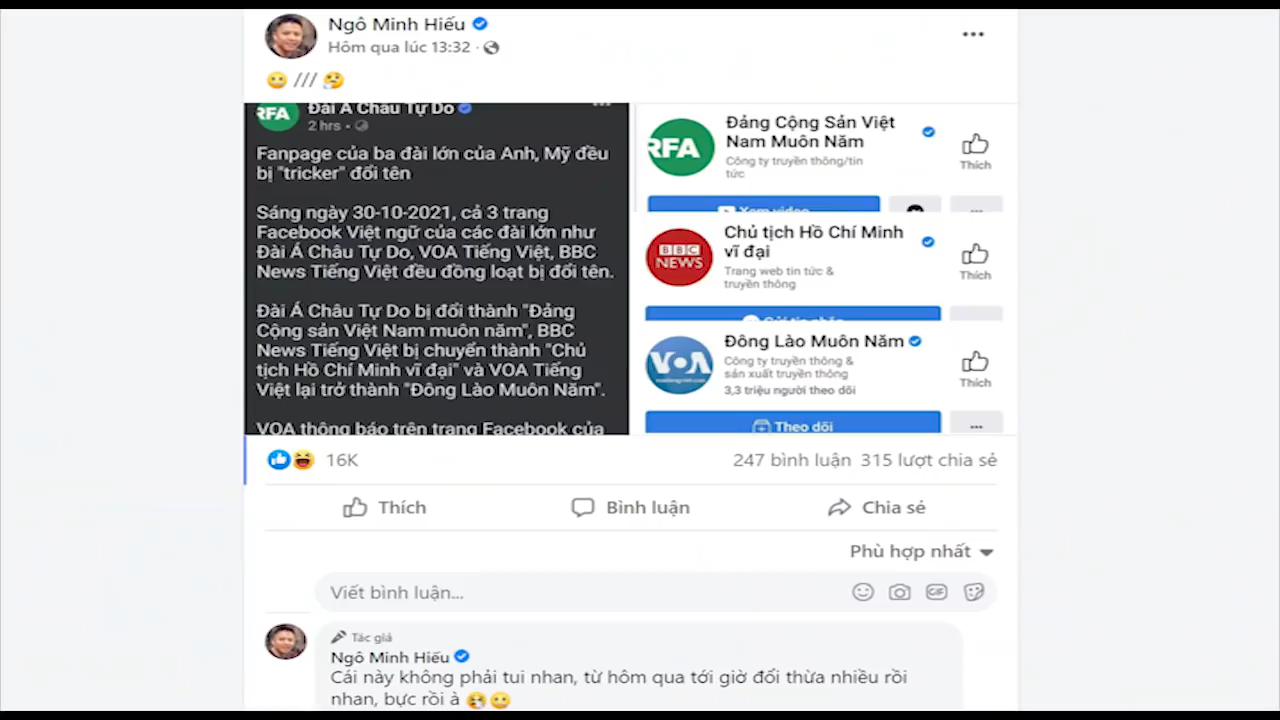 Ngô Minh Hiếu
Hôm qua lúc 13:32 ·
///
RFA
Đài Á Châu Tự Do
2 hrs •
Fanpage của ba đài lớn của Anh, Mỹ đều
bị "tricker" đổi tên
Sáng ngày 30-10-2021, cả 3 trang
Facebook Việt ngữ của các đài lớn như
Đài Á Châu Tự Do, VOA Tiếng Việt, BBC
News Tiếng Việt đều đồng loạt bị đổi tên.
Đài Á Châu Tự Do bị đổi thành "Đảng
Cộng sản Việt Nam muôn năm", BBC
News Tiếng Việt bị chuyển thành "Chủ
tịch Hồ Chí Minh vĩ đại" và VOA Tiếng
Việt lại trở thành "Đông Lào Muôn Năm".
VOA thông báo trên trang Facebook của
RFA
Đảng Cộng Sản Việt
Nam Muôn Năm
Công ty truyền thông/tin
tức
Thích
Xem video
BBC
NEWS
Chủ tịch Hồ Chí Minh
vĩ đại
Trang web tin tức &
truyền thông
Thích
Gửi tin nhắn
VOA
Đông Lào Muôn Năm
Công ty truyền thông &
sản xuất truyền thông
3,3 triệu người theo dõi
Thích
Theo dõi
16K
247 bình luận 315 lượt chia sẻ
Thích
Bình luận
Chia sẻ
Phù hợp nhất
Viết bình luận...
GIF
Tác giả
Ngô Minh Hiếu
Cái này không phải tui nhan, từ hôm qua tới giờ đổi thừa nhiều rồi
nhan, bực rồi à